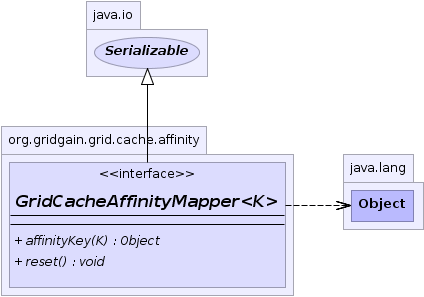 java.io
Serializable
org.gridgain.grid.cache.affinity
<<interface>>
GridCacheAffinityMapper<K>
+ affinityKey(K) : Object
+ reset() : void
java.lang
Object